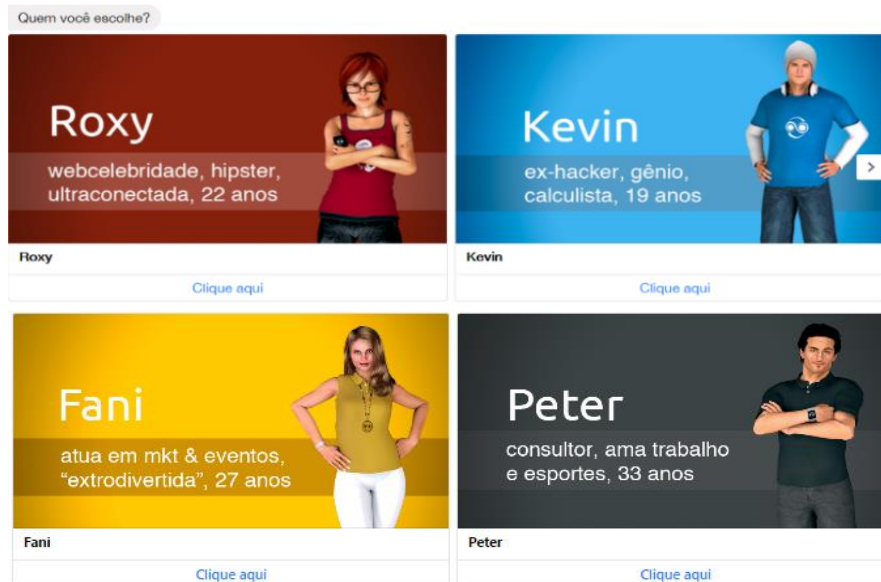 Quem você escolhe?
Roxy
webcelebridade, hipster,
ultraconectada, 22 anos
Roxy
Clique aqui
Kevin
ex-hacker, gênio,
calculista, 19 anos
Kevin
Clique aqui
Fani
atua em mkt & eventos,
“extrodivertida”, 27 anos
Fani
Clique aqui
Peter
consultor, ama trabalho
e esportes, 33 anos
Peter
Clique aqui